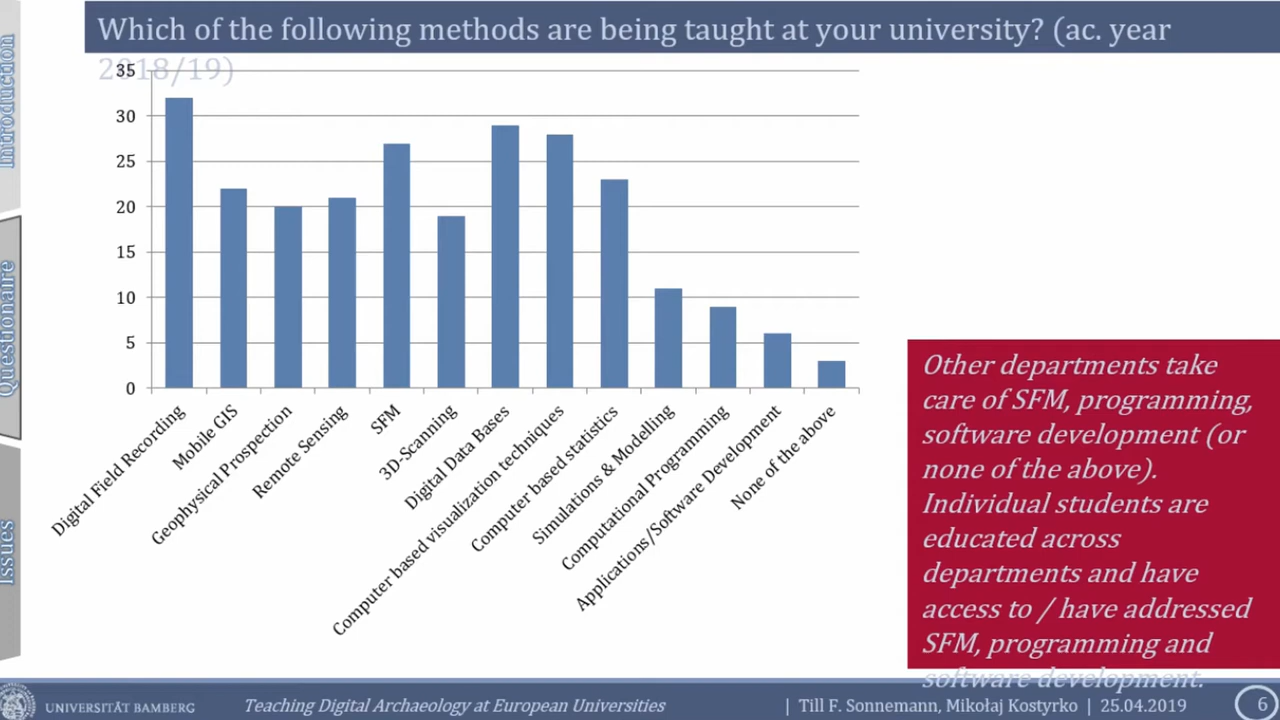 Which of the following methods are being taught at your university? (ac. year
2018/19)
Introduction
Questionaire
Issues
35
30
25
20
15
10
5
0
Digital Field Recording
Mobile GIS
Geophysical Prospection
Remote Sensing
SFM
3D-Scanning
Digital Data Bases
Computer based visualization techniques
Computer based statistics
Simulations & Modelling
Computational Programming
Applications/Software Development
None of the above
Other departments take
care of SFM, programming,
software development (or
none of the above).
Individual students are
educated across
departments and have
access to / have addressed
SFM, programming and
software development.
UNIVERSITÄT BAMBERG
Teaching Digital Archaeology at European Universities
| Till F. Sonnemann, Mikołaj Kostyrko | 25.04.2019
6